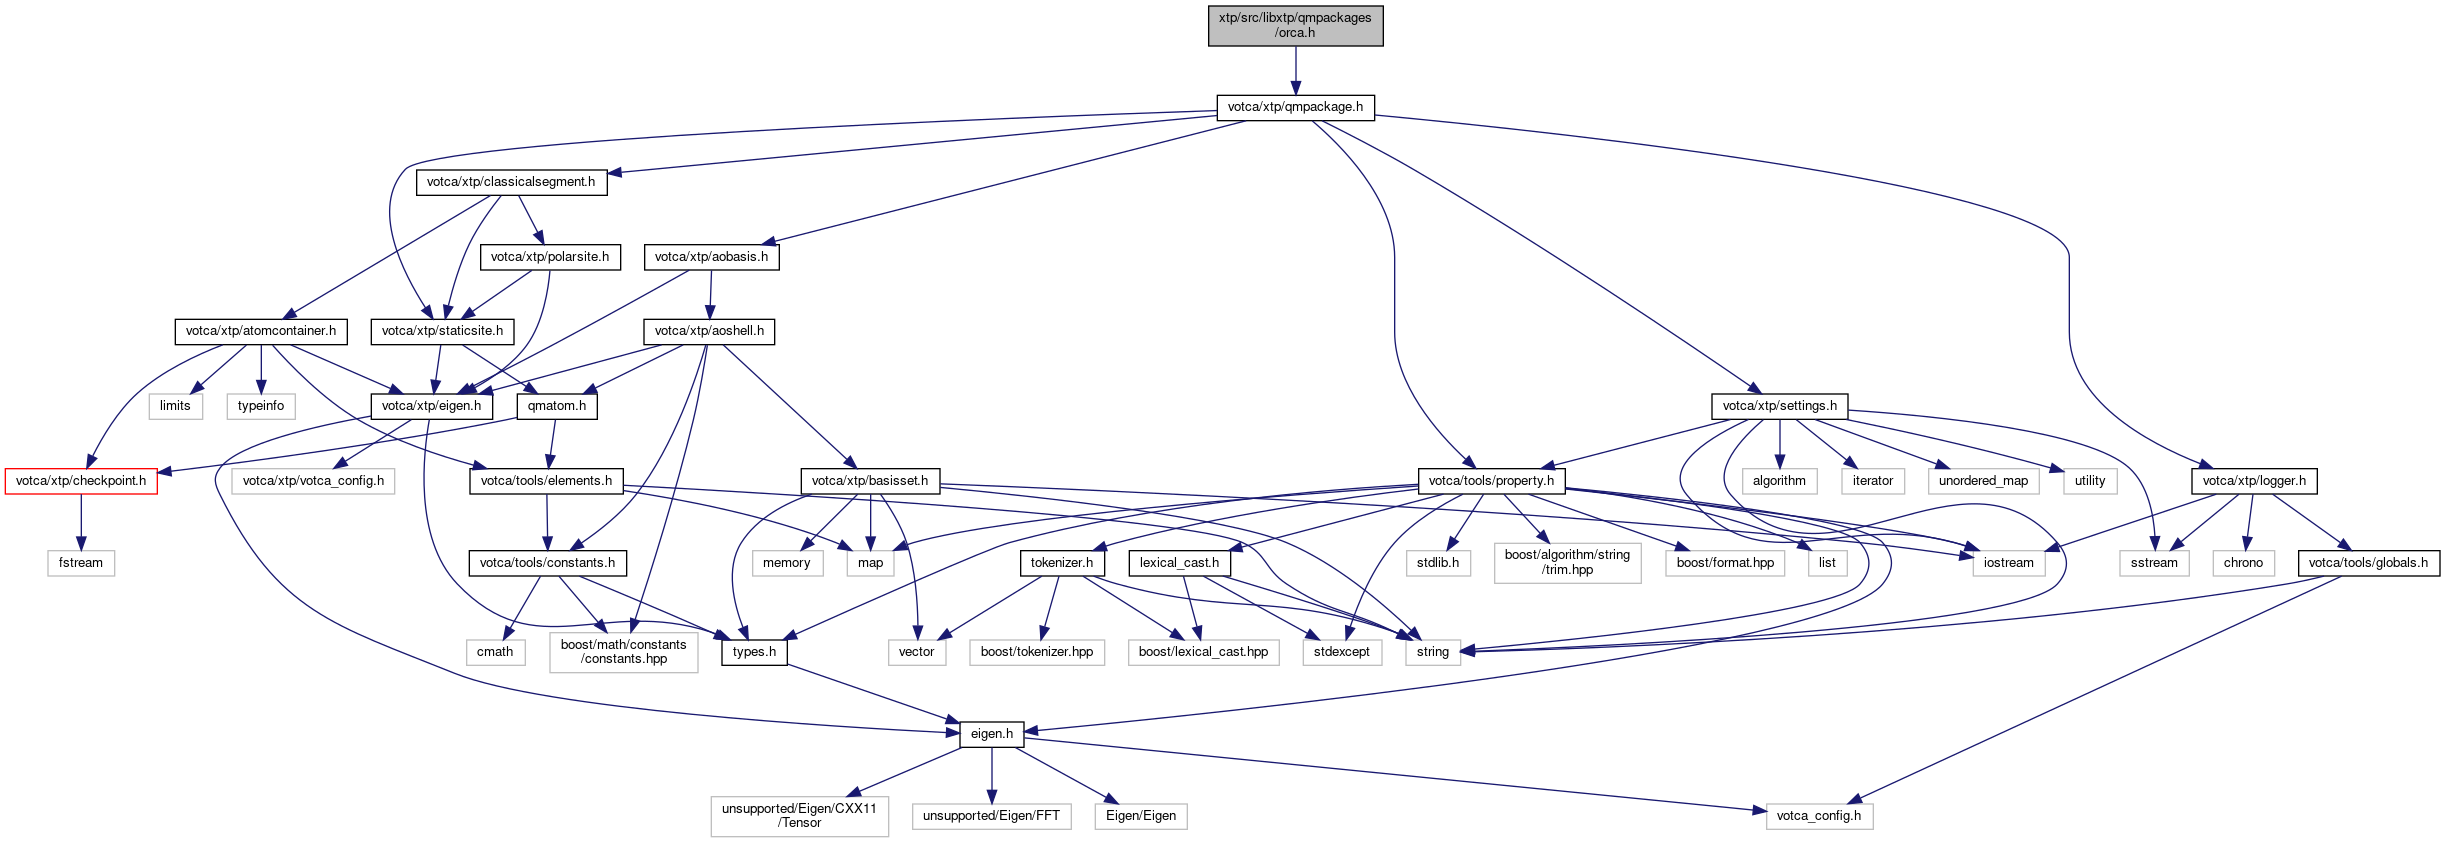 xtp/src/libxtp/qmpackages
/orca.h
votca/xtp/qmpackage.h
votca/xtp/classicalsegment.h
votca/xtp/polarsite.h
votca/xtp/aobasis.h
votca/xtp/atomcontainer.h
votca/xtp/staticsite.h
votca/xtp/aoshell.h
limits
typeinfo
votca/xtp/eigen.h
qmatom.h
votca/xtp/settings.h
votca/xtp/checkpoint.h
votca/xtp/votca_config.h
votca/tools/elements.h
votca/xtp/basisset.h
votca/tools/property.h
algorithm
iterator
unordered_map
utility
votca/xtp/logger.h
fstream
votca/tools/constants.h
memory
map
tokenizer.h
lexical_cast.h
stdlib.h
boost/algorithm/string
/trim.hpp
boost/format.hpp
list
iostream
sstream
chrono
votca/tools/globals.h
cmath
boost/math/constants
/constants.hpp
types.h
vector
boost/tokenizer.hpp
boost/lexical_cast.hpp
stdexcept
string
eigen.h
unsupported/Eigen/CXX11
/Tensor
unsupported/Eigen/FFT
Eigen/Eigen
votca_config.h